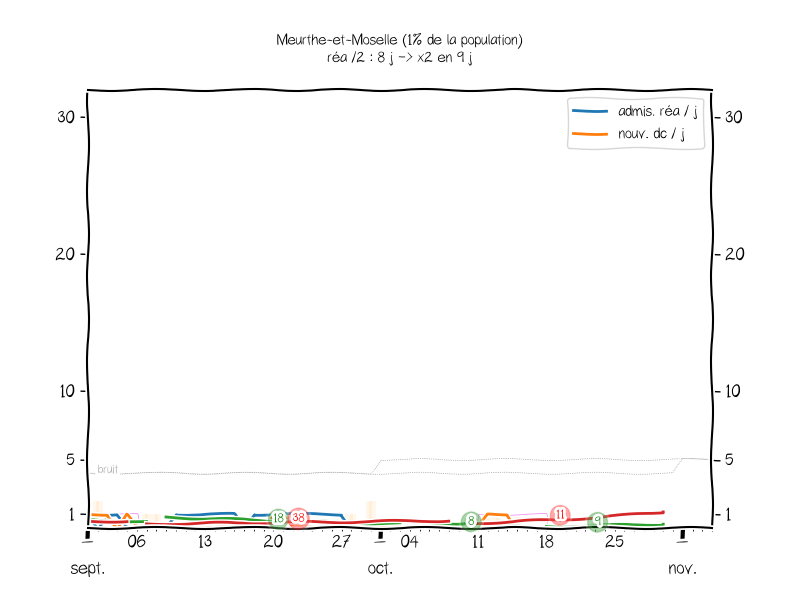 Meurthe-et-Moselle (1% de la population)
réa /2 : 8 j -> x2 en 9 j
admis. réa / j
nouv. dc / j
30
30
20
20
10
10
5
5
bruit
1
1
18
38
8
11
9
06
13
20
27
04
11
18
25
sept.
oct.
nov.